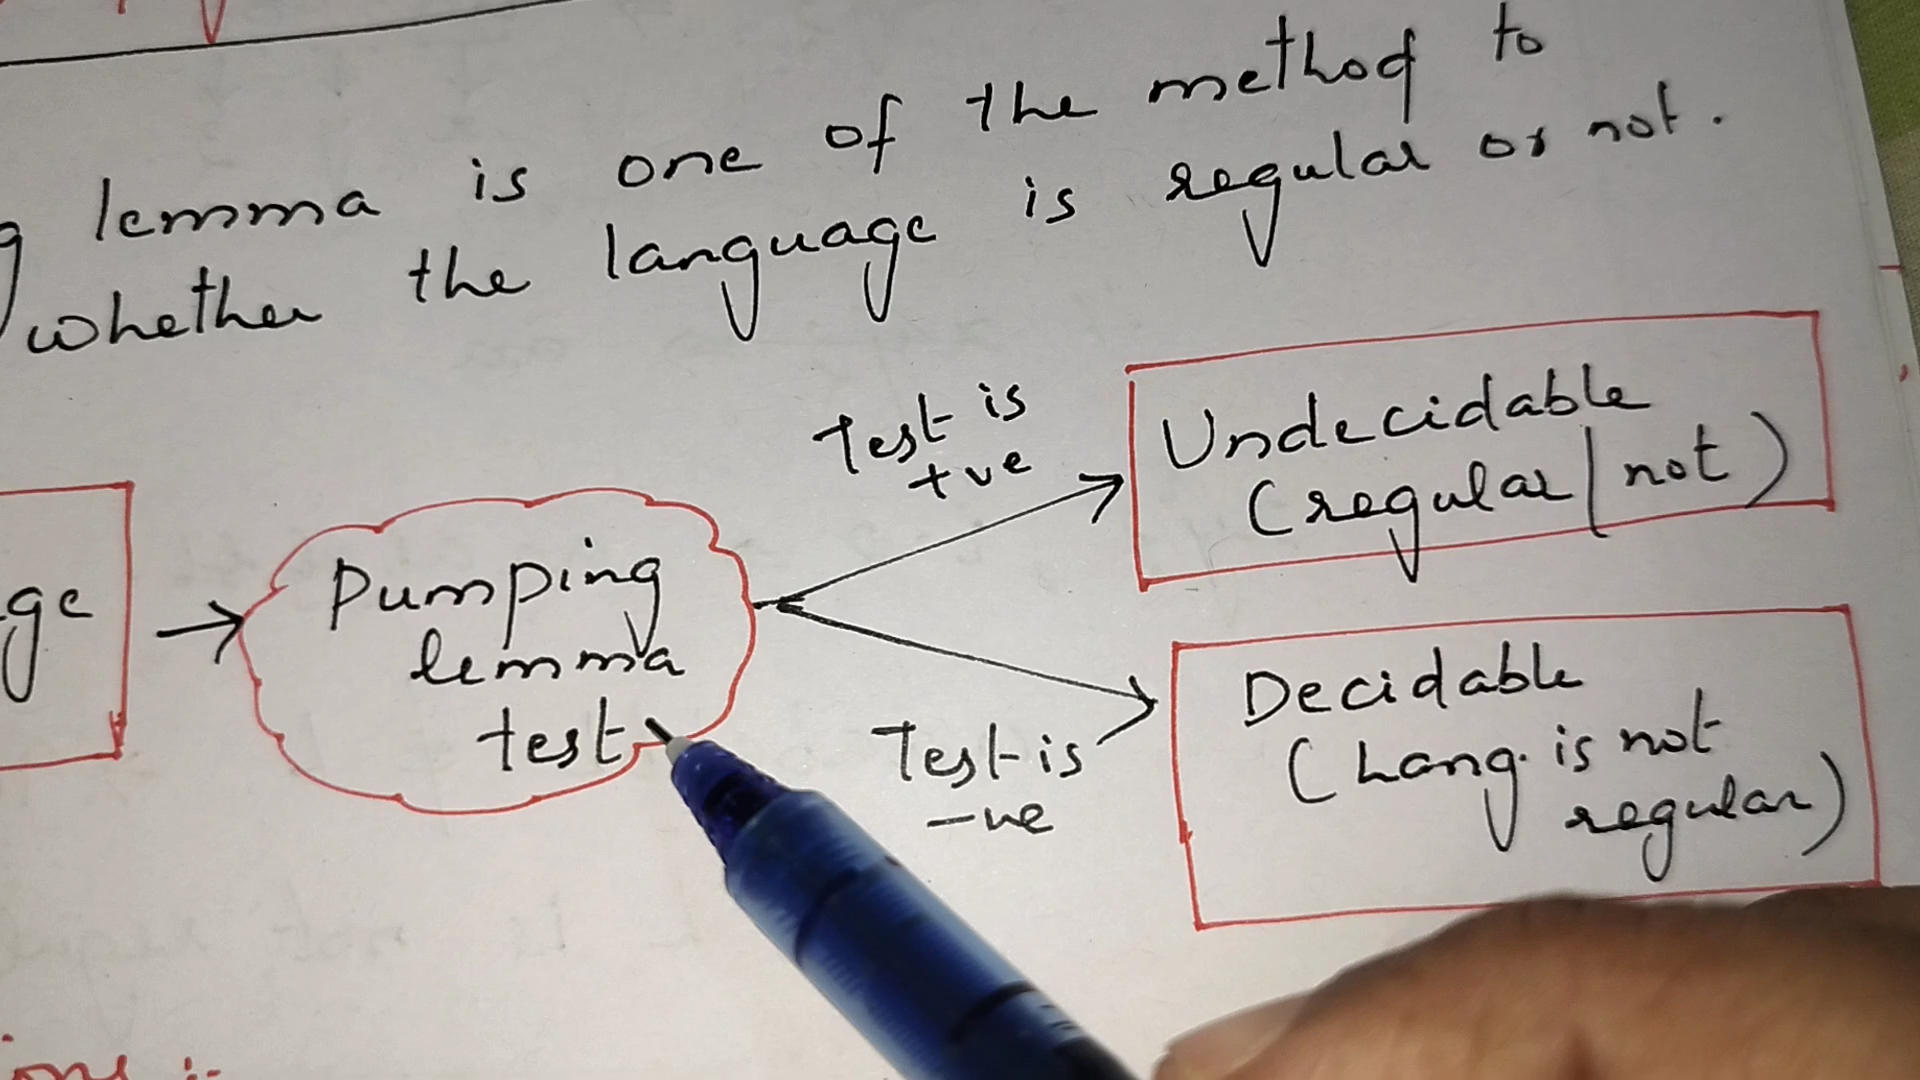 g lemma is one of the method to
whether the language is regular or not.
Test is
+ve
Undecidable
(regular/not)
ge
Pumping
lemma
test
Test is
-ve
Decidable
(Lang. is not
regular)
ons :-